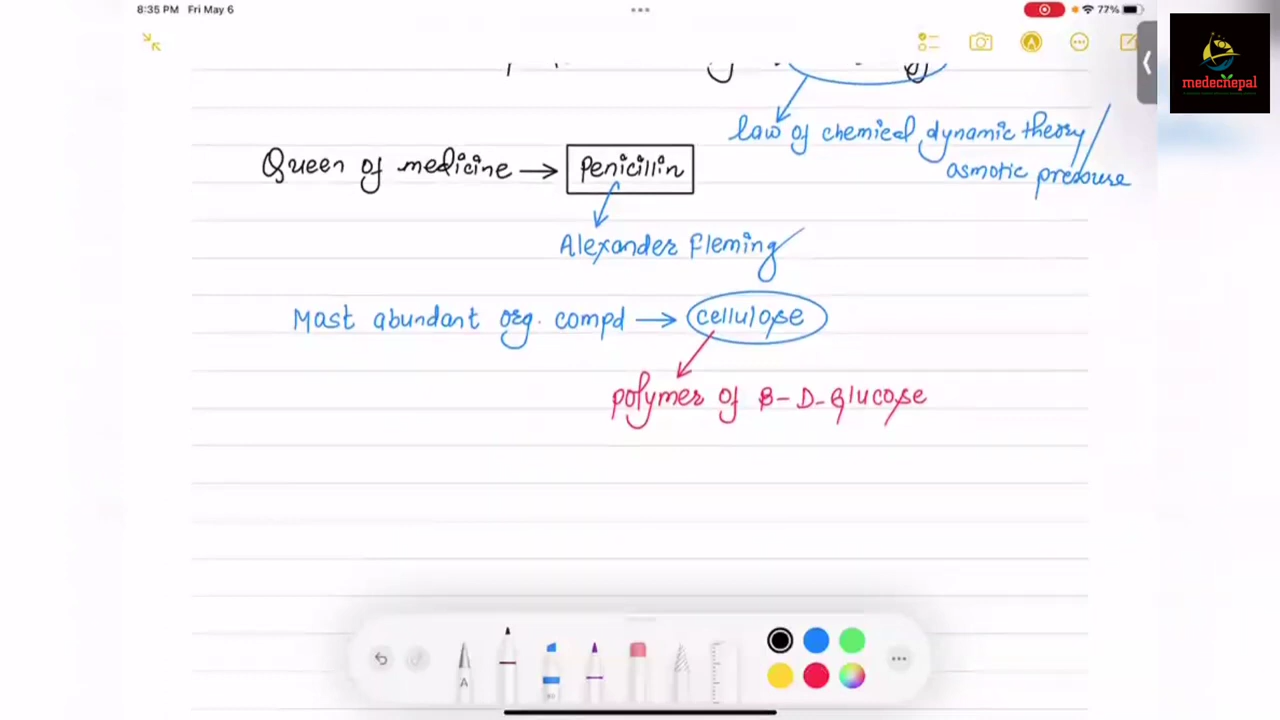 8:35 PM Fri May 6
77%
medecnepal
law of chemical dynamic theory/
osmotic pressure
Queen of medicine → Penicillin
Alexander Fleming
Most abundant org. compd → cellulose
polymer of β-D-Glucose
A